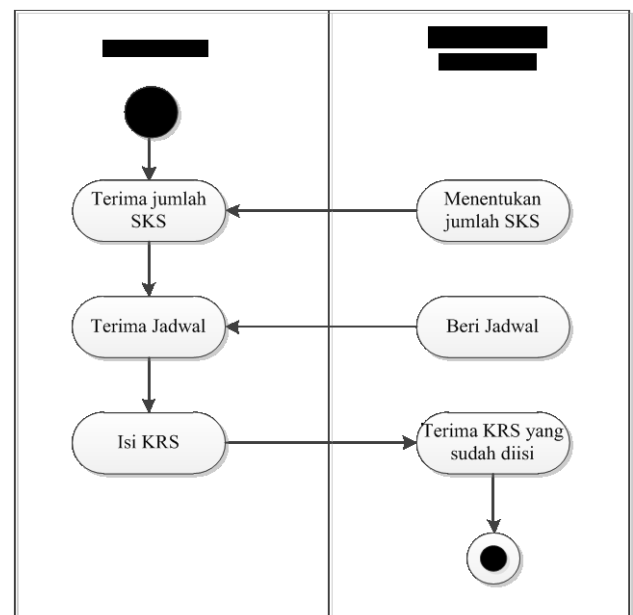 Terima jumlah
SKS
Menentukan
jumlah SKS
Terima Jadwal
Beri Jadwal
Isi KRS
Terima KRS yang
sudah diisi